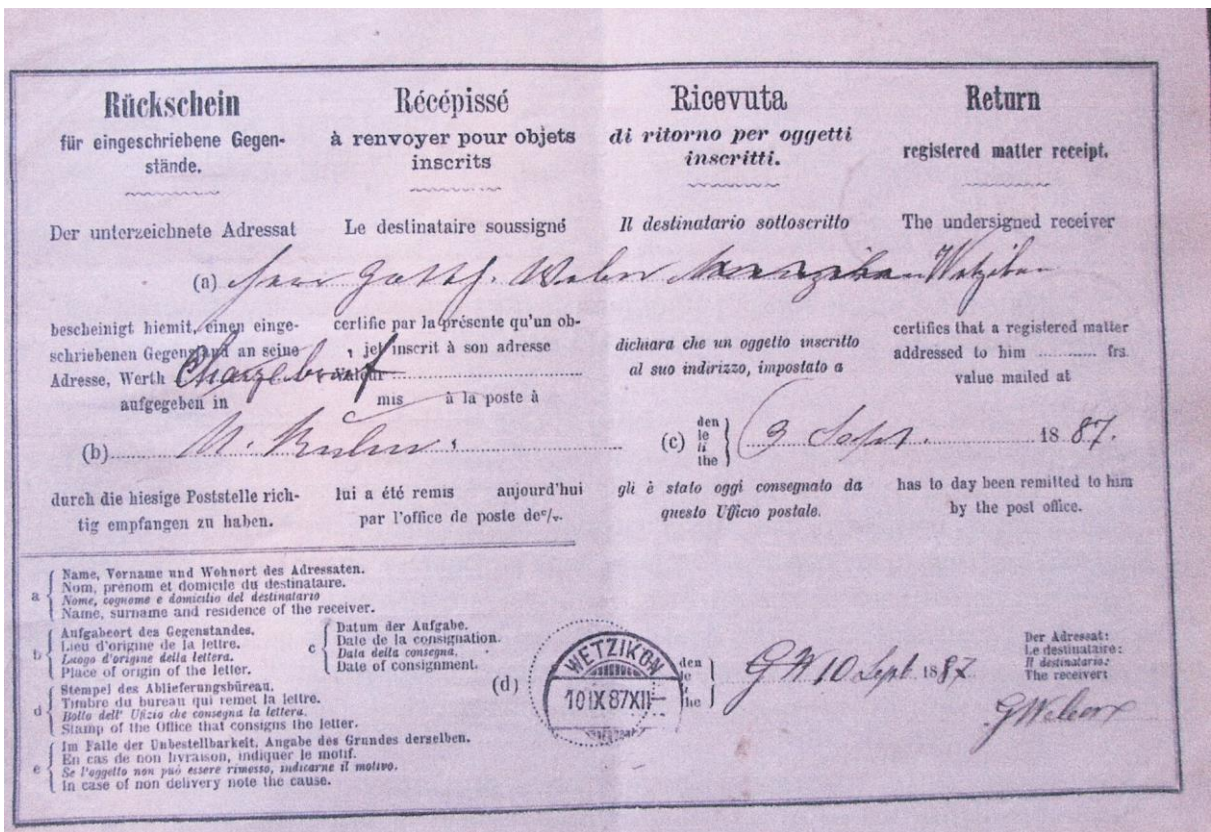 Rückschein
für eingeschriebene Gegen-
stände.
Récépissé
à renvoyer pour objets
inscrits
Ricevuta
di ritorno per oggetti
inscritti.
Return
registered matter receipt.
Der unterzeichnete Adressat
Le destinataire soussigné
Il destinatario sottoscritto
The undersigned receiver
(a) Herr Gotth. Weber Wetzikon
bescheinigt hiemit, einen einge-
schriebenen Gegenstand an seine
Adresse, Werth Chargebrief
aufgegeben in
certifie par la présente qu'un ob-
jet inscrit à son adresse
valeur
mis à la poste à
dichiara che un oggetto inscritto
al suo indirizzo, impostato a
certifies that a registered matter
addressed to him frs.
value mailed at
(b)
(c) den
le
li
the
3 Sept. 1887.
durch die hiesige Poststelle rich-
tig empfangen zu haben.
lui a été remis aujourd'hui
par l'office de poste de c/.
gli è stato oggi consegnato da
questo Ufficio postale.
has to day been remitted to him
by the post office.
a
Name, Vorname und Wohnort des Adressaten.
Nom, prénom et domicile du destinataire.
Nome, cognome e domicilio del destinatario
Name, surname and residence of the receiver.
b
Aufgabeort des Gegenstandes.
Lieu d'origine de la lettre.
Luogo d'origine della lettera.
Place of origin of the letter.
c
Datum der Aufgabe.
Date de la consignation.
Data della consegna.
Date of consignment.
d
Stempel des Ablieferungsbüreau.
Timbre du bureau qui remet la lettre.
Bollo dell' Ufizio che consegna la lettera.
Stamp of the Office that consigns the letter.
e
Im Falle der Unbestellbarkeit, Angabe des Grundes derselben.
En cas de non livraison, indiquer le motif.
Se l'oggetto non può essere rimesso, indicarne il motivo.
In case of non delivery note the cause.
(d)
WETZIKON
10 IX 87 XII
den
le
he
GW 10 Sept 1887
Der Adressat:
Le destinataire:
Il destinatario:
The receiver:
GWeber